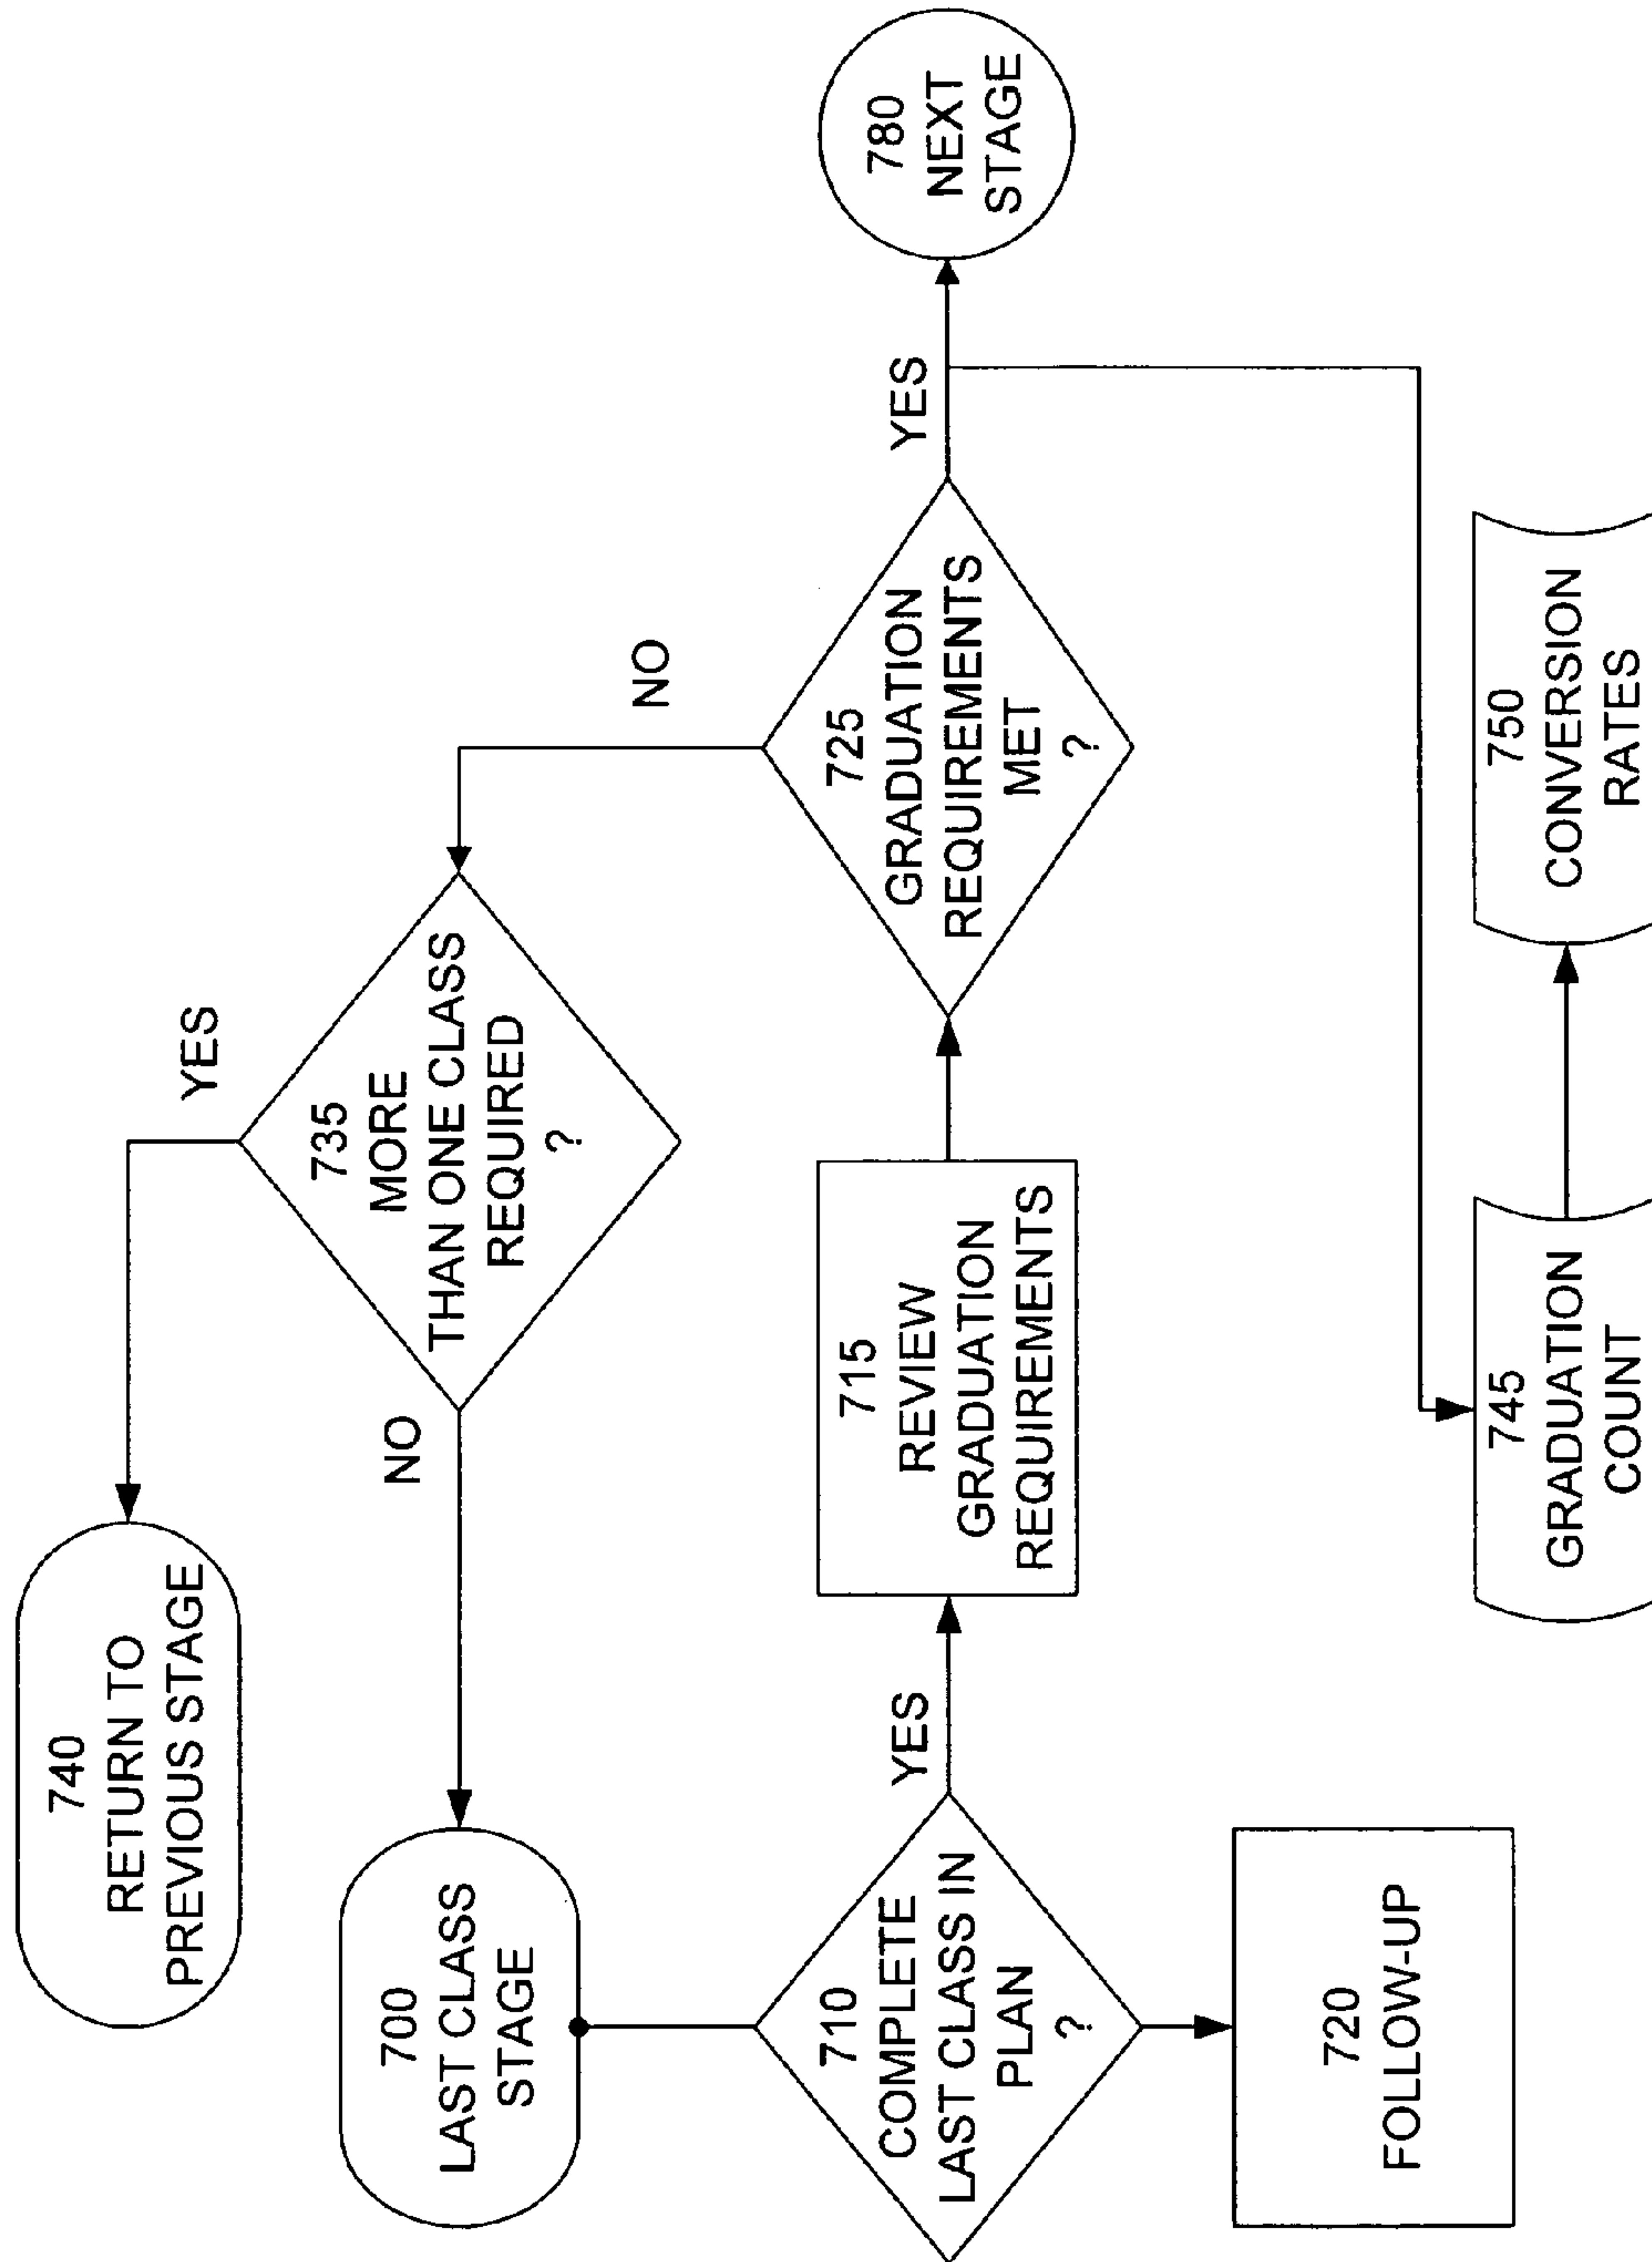 740
RETURN TO
PREVIOUS STAGE
YES
735
MORE
THAN ONE CLASS
REQUIRED
?
NO
700
LAST CLASS
STAGE
NO
710
COMPLETE
LAST CLASS IN
PLAN
?
YES
715
REVIEW
GRADUATION
REQUIREMENTS
725
GRADUATION
REQUIREMENTS
MET
?
YES
780
NEXT
STAGE
720
FOLLOW-UP
745
GRADUATION
COUNT
750
CONVERSION
RATES